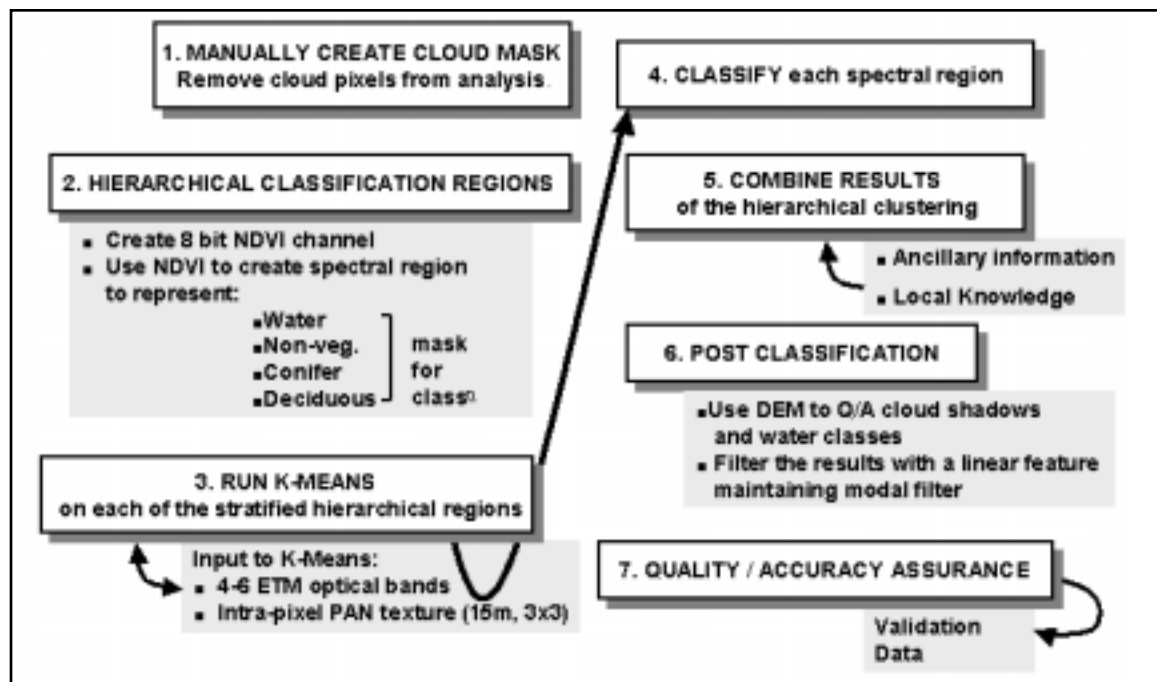 1. MANUALLY CREATE CLOUD MASK
Remove cloud pixels from analysis.
2. HIERARCHICAL CLASSIFICATION REGIONS
▪ Create 8 bit NDVI channel
▪ Use NDVI to create spectral region
to represent:
▪Water
▪Non-veg.
▪Conifer
▪Deciduous
mask
for
classⁿ
3. RUN K-MEANS
on each of the stratified hierarchical regions
Input to K-Means:
▪ 4-6 ETM optical bands
▪ Intra-pixel PAN texture (15m, 3x3)
4. CLASSIFY each spectral region
5. COMBINE RESULTS
of the hierarchical clustering
▪ Ancillary information
▪ Local Knowledge
6. POST CLASSIFICATION
▪Use DEM to Q/A cloud shadows
and water classes
▪ Filter the results with a linear feature
maintaining modal filter
7. QUALITY / ACCURACY ASSURANCE
Validation
Data